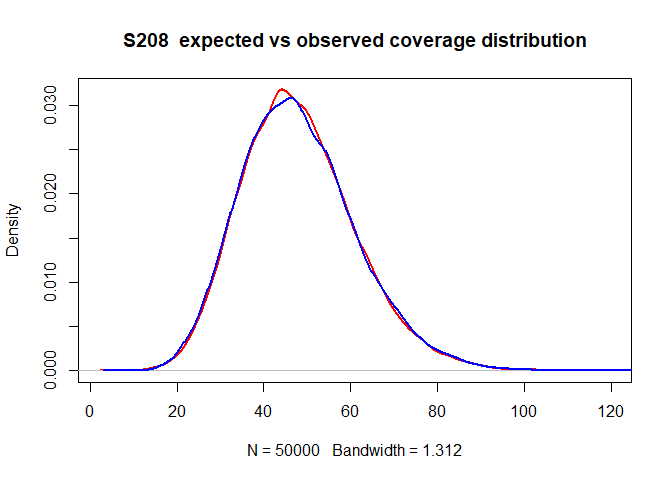 S208  expected vs observed coverage distribution
Density
0.030
0.020
0.010
0.000
0 20 40 60 80 100 120
N = 50000   Bandwidth = 1.312